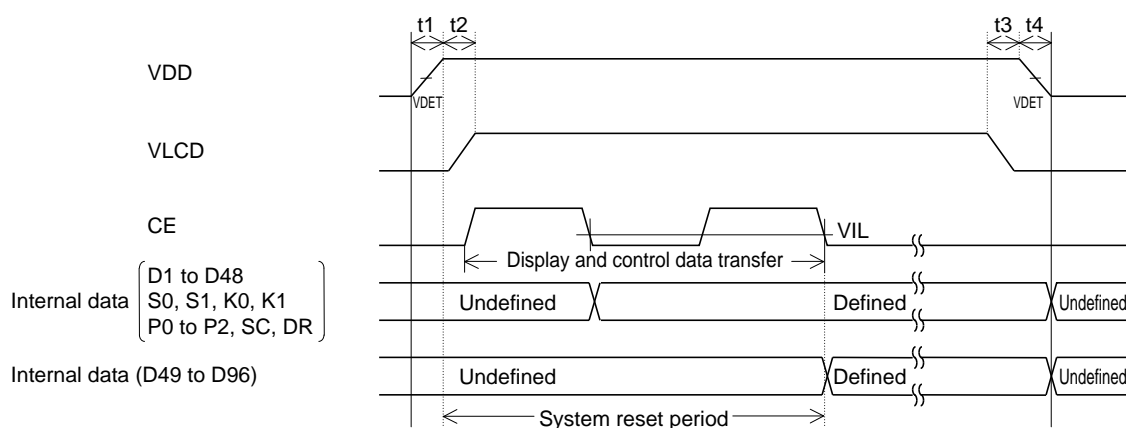 t1 t2 t3 t4
VDD
VDET VDET
VLCD
CE
VIL
Display and control data transfer
D1 to D48
Internal data S0, S1, K0, K1 Undefined Defined Undefined
P0 to P2, SC, DR
Internal data (D49 to D96) Undefined Defined Undefined
System reset period